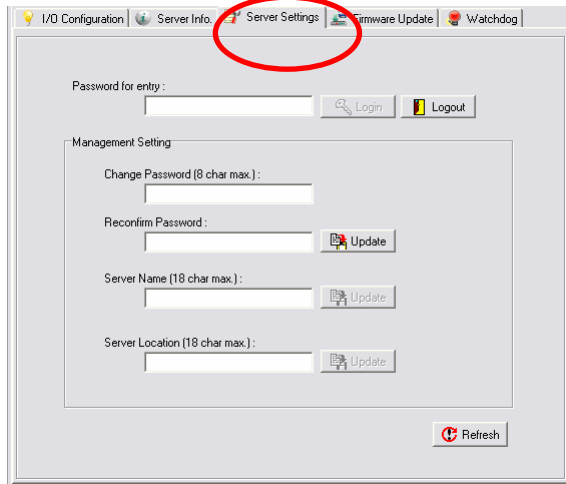 I/O Configuration Server Info. Server Settings Firmware Update Watchdog
Password for entry :
Login Logout
Management Setting
Change Password (8 char max.) :
Reconfirm Password :
Update
Server Name (18 char max.) :
Update
Server Location (18 char max.) :
Update
Refresh